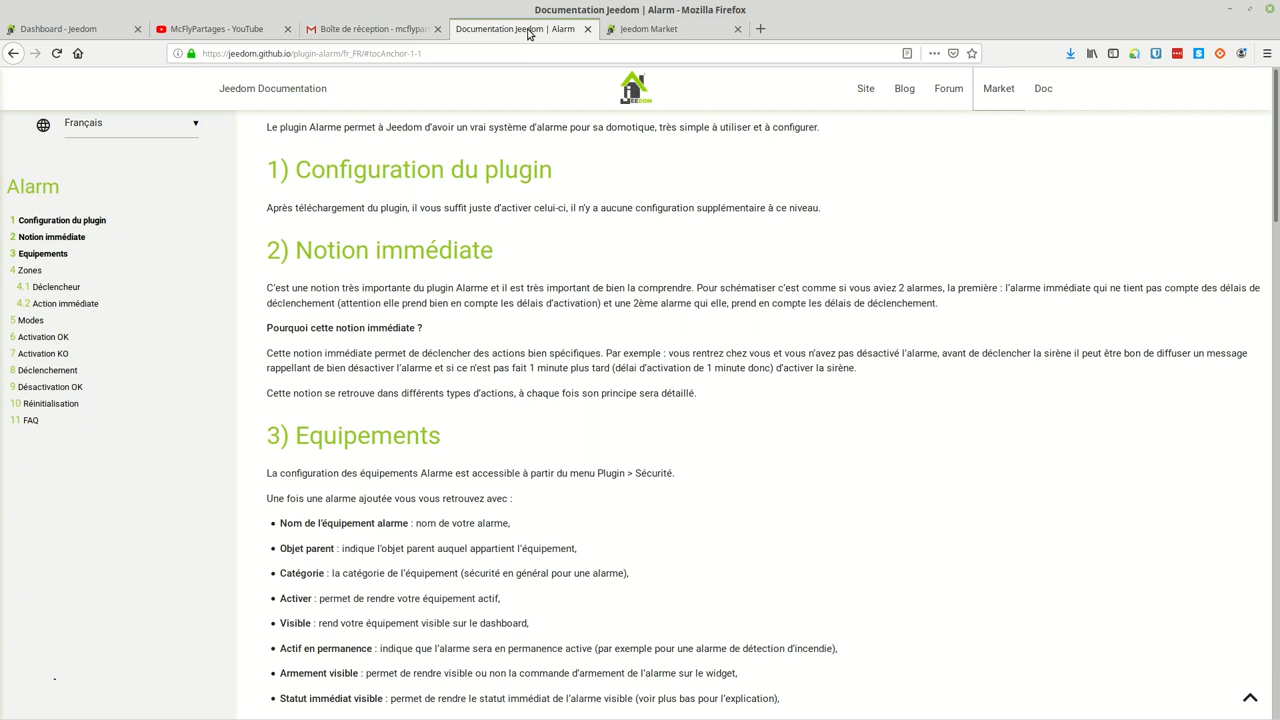 Documentation Jeedom | Alarm - Mozilla Firefox
Dashboard - Jeedom
McFlyPartages - YouTube
Boîte de réception - mcflypar
Documentation Jeedom | Alarm
Jeedom Market
https://jeedom.github.io/plugin-alarm/fr_FR/#tocAnchor-1-1
Jeedom Documentation
JEEDOM
Site
Blog
Forum
Market
Doc
Français
Alarm
1 Configuration du plugin
2 Notion immédiate
3 Equipements
4 Zones
4.1 Déclencheur
4.2 Action immédiate
5 Modes
6 Activation OK
7 Activation KO
8 Déclenchement
9 Désactivation OK
10 Réinitialisation
11 FAQ
Le plugin Alarme permet à Jeedom d'avoir un vrai système d'alarme pour sa domotique, très simple à utiliser et à configurer.
1) Configuration du plugin
Après téléchargement du plugin, il vous suffit juste d'activer celui-ci, il n'y a aucune configuration supplémentaire à ce niveau.
2) Notion immédiate
C'est une notion très importante du plugin Alarme et il est très important de bien la comprendre. Pour schématiser c'est comme si vous aviez 2 alarmes, la première : l'alarme immédiate qui ne tient pas compte des délais de
déclenchement (attention elle prend bien en compte les délais d'activation) et une 2ème alarme qui elle, prend en compte les délais de déclenchement.
Pourquoi cette notion immédiate ?
Cette notion immédiate permet de déclencher des actions bien spécifiques. Par exemple : vous rentrez chez vous et vous n'avez pas désactivé l'alarme, avant de déclencher la sirène il peut être bon de diffuser un message
rappellant de bien désactiver l'alarme et si ce n'est pas fait 1 minute plus tard (délai d'activation de 1 minute donc) d'activer la sirène.
Cette notion se retrouve dans différents types d'actions, à chaque fois son principe sera détaillé.
3) Equipements
La configuration des équipements Alarme est accessible à partir du menu Plugin > Sécurité.
Une fois une alarme ajoutée vous vous retrouvez avec :
• Nom de l'équipement alarme : nom de votre alarme,
• Objet parent : indique l'objet parent auquel appartient l'équipement,
• Catégorie : la catégorie de l'équipement (sécurité en général pour une alarme),
• Activer : permet de rendre votre équipement actif,
• Visible : rend votre équipement visible sur le dashboard,
• Actif en permanence : indique que l'alarme sera en permanence active (par exemple pour une alarme de détection d'incendie),
• Armement visible : permet de rendre visible ou non la commande d'armement de l'alarme sur le widget,
• Statut immédiat visible : permet de rendre le statut immédiat de l'alarme visible (voir plus bas pour l'explication),